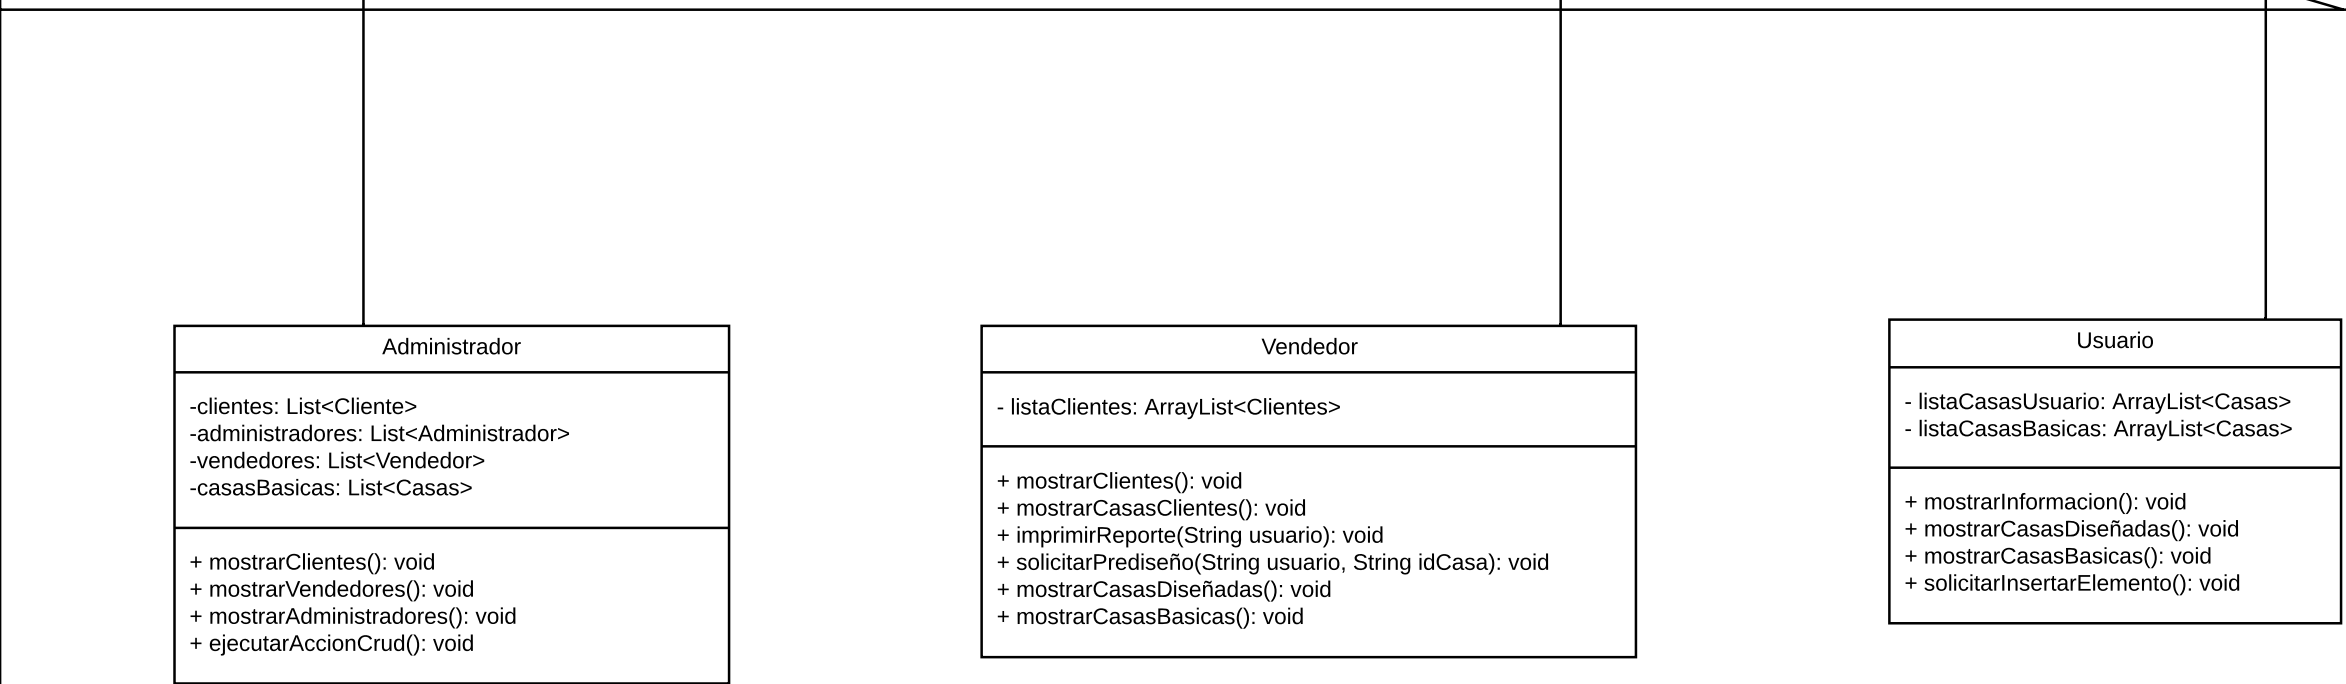 Administrador
-clientes: List<Cliente>
-administradores: List<Administrador>
-vendedores: List<Vendedor>
-casasBasicas: List<Casas>
+ mostrarClientes(): void
+ mostrarVendedores(): void
+ mostrarAdministradores(): void
+ ejecutarAccionCrud(): void
Vendedor
- listaClientes: ArrayList<Clientes>
+ mostrarClientes(): void
+ mostrarCasasClientes(): void
+ imprimirReporte(String usuario): void
+ solicitarPrediseño(String usuario, String idCasa): void
+ mostrarCasasDiseñadas(): void
+ mostrarCasasBasicas(): void
Usuario
- listaCasasUsuario: ArrayList<Casas>
- listaCasasBasicas: ArrayList<Casas>
+ mostrarInformacion(): void
+ mostrarCasasDiseñadas(): void
+ mostrarCasasBasicas(): void
+ solicitarInsertarElemento(): void